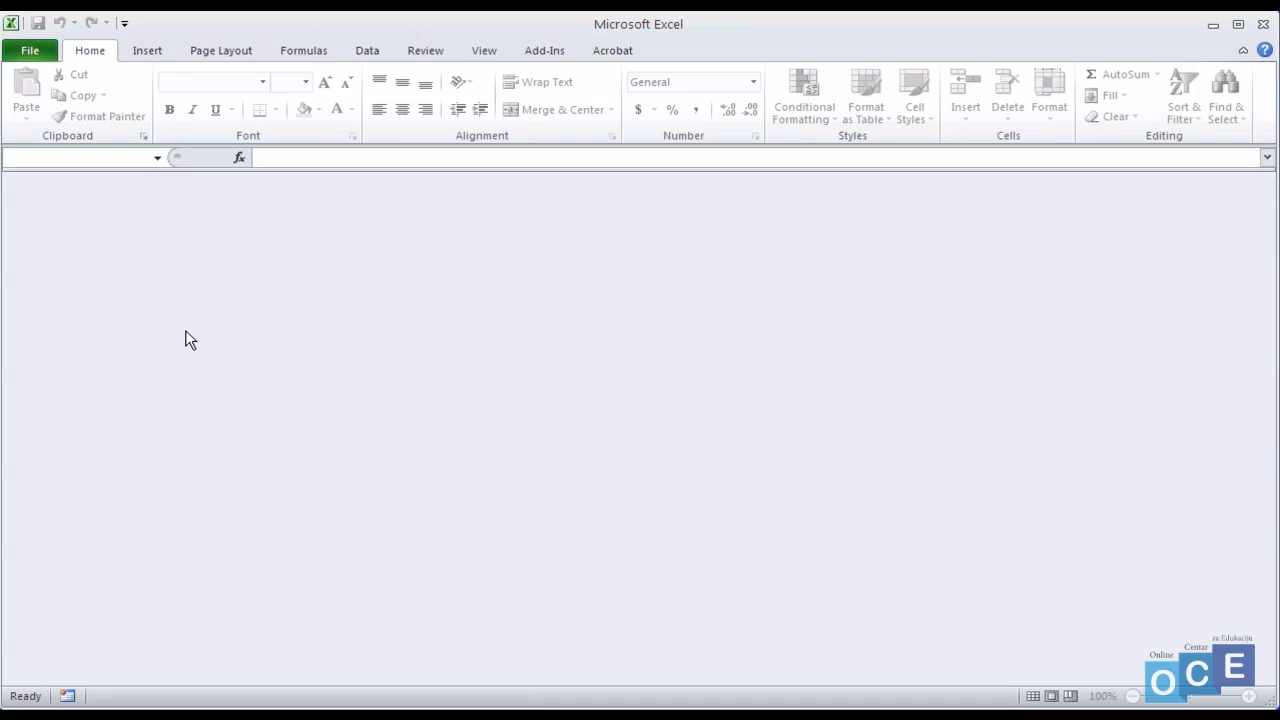 Microsoft Excel
File Home Insert Page Layout Formulas Data Review View Add-Ins Acrobat
Paste
Cut
Copy
Format Painter
Clipboard
B I U A
Font
Wrap Text
Merge & Center
Alignment
General
$ % ,
Number
Conditional
Formatting
Format
as Table
Cell
Styles
Styles
Insert
Delete
Format
Cells
Σ AutoSum
Fill
Clear
Sort &
Filter
Find &
Select
Editing
fx
Ready
100%
Online Centar za Edukaciju
O C E